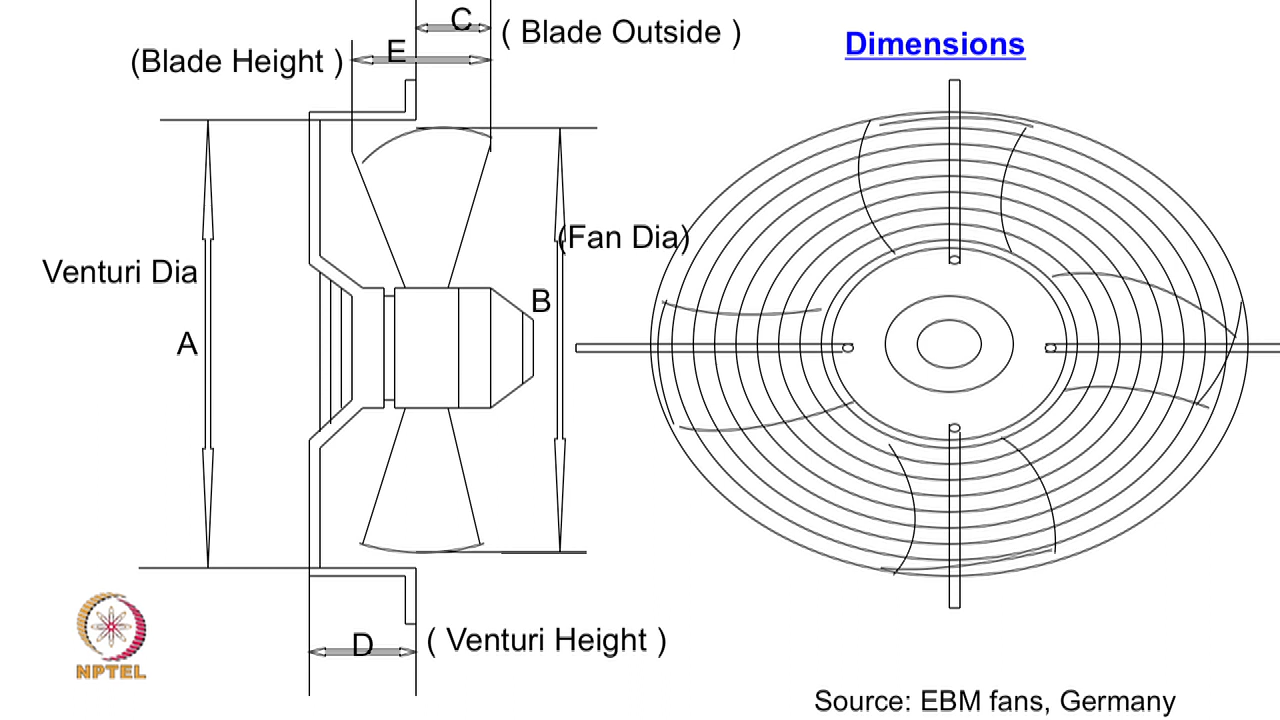 C
( Blade Outside )
Dimensions
E
(Blade Height )
(Fan Dia)
Venturi Dia
B
A
D
( Venturi Height )
NPTEL
Source: EBM fans, Germany